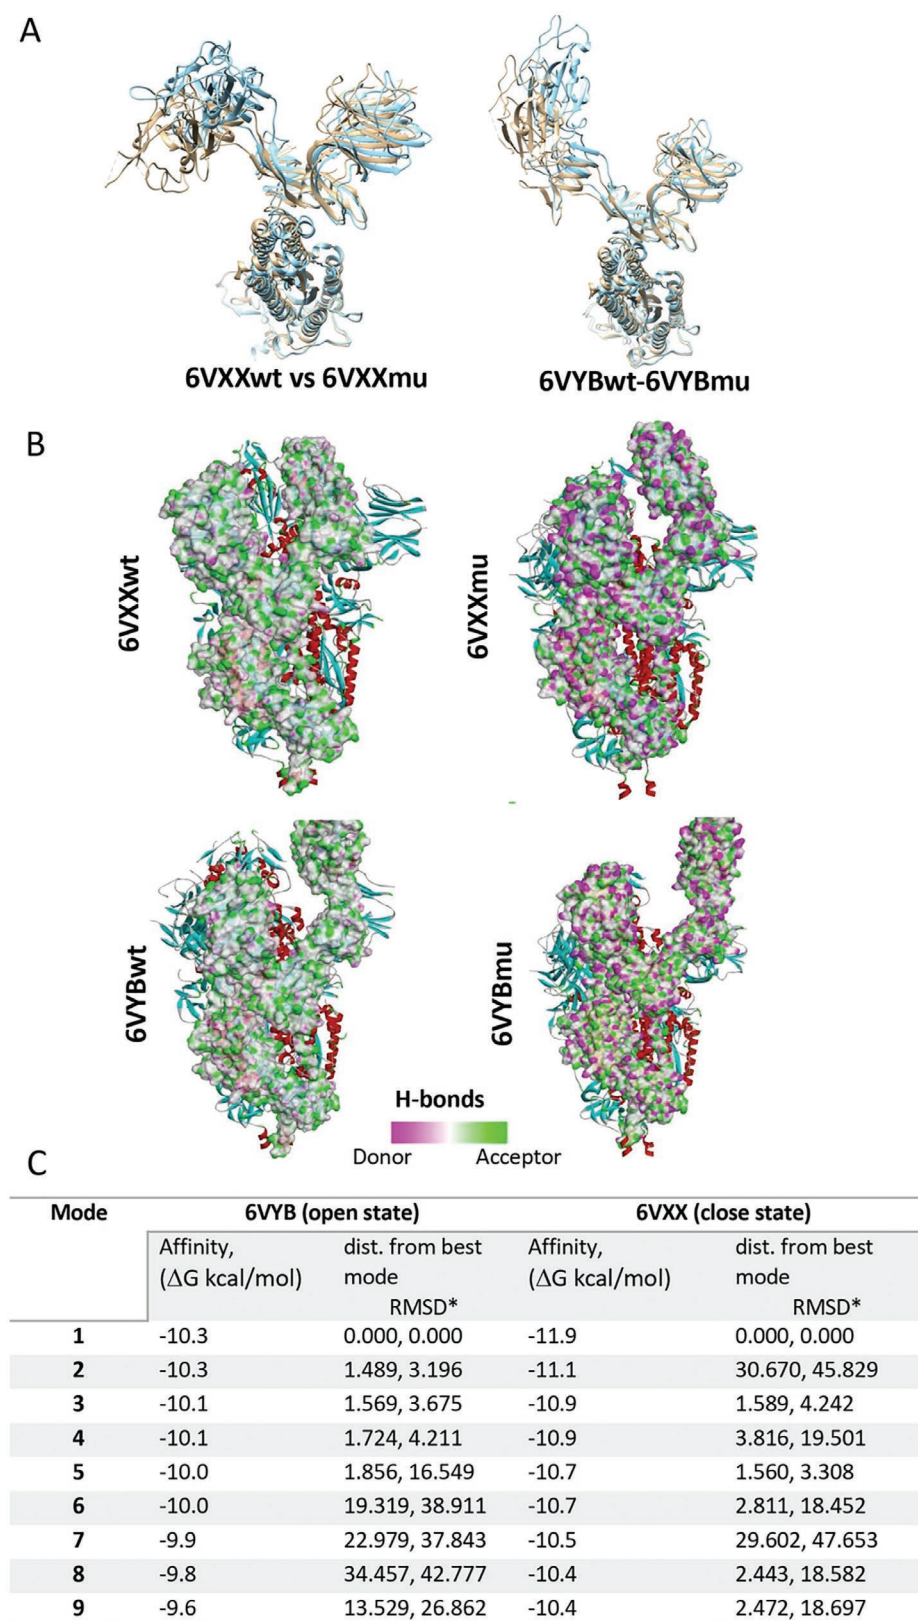 A
6VXXwt vs 6VXXmu
6VYBwt-6VYBmu
B
6VXXwt
6VXXmu
6VYBwt
6VYBmu
H-bonds
Donor
Acceptor
C
Mode 6VYB (open state) 6VXX (close state)
Affinity, dist. from best Affinity, dist. from best
(ΔG kcal/mol) mode (ΔG kcal/mol) mode
RMSD* RMSD*
1 -10.3 0.000, 0.000 -11.9 0.000, 0.000
2 -10.3 1.489, 3.196 -11.1 30.670, 45.829
3 -10.1 1.569, 3.675 -10.9 1.589, 4.242
4 -10.1 1.724, 4.211 -10.9 3.816, 19.501
5 -10.0 1.856, 16.549 -10.7 1.560, 3.308
6 -10.0 19.319, 38.911 -10.7 2.811, 18.452
7 -9.9 22.979, 37.843 -10.5 29.602, 47.653
8 -9.8 34.457, 42.777 -10.4 2.443, 18.582
9 -9.6 13.529, 26.862 -10.4 2.472, 18.697